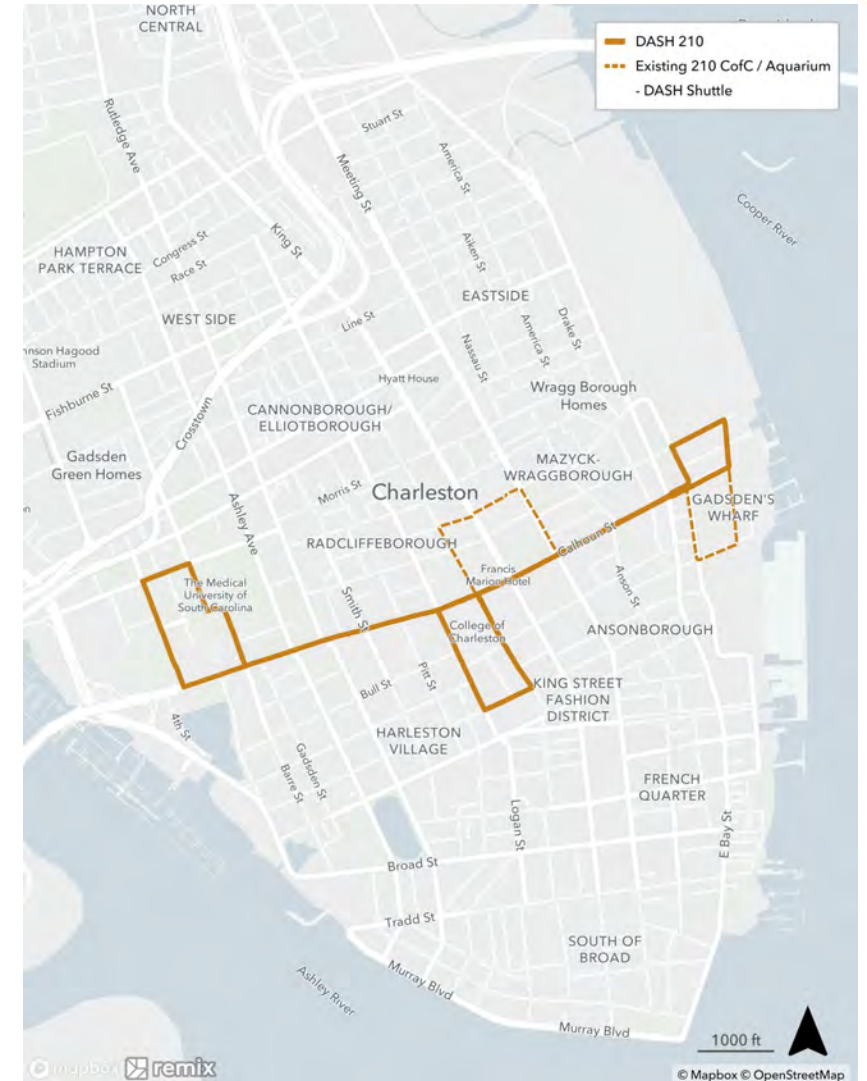 NORTH
CENTRAL
DASH 210
Existing 210 CofC / Aquarium
- DASH Shuttle
Rutledge Ave
Stuart St
Meeting St
America St
Cooper River
King St
Congress St
Race St
Aiken St
HAMPTON
PARK TERRACE
EASTSIDE
WEST SIDE
Line St
Drake St
America St
Nassau St
Stadium
Hyatt House
Wragg Borough
Homes
Fishburne St
Crosstown
CANNONBOROUGH/
ELLIOTBOROUGH
Gadsden
Green Homes
MAZYCK-
WRAGGBOROUGH
Morris St
Charleston
GADSDEN'S
WHARF
Ashley Ave
RADCLIFFEBOROUGH
Calhoun St
Francis
Marion Hotel
The Medical
University of
South Carolina
Smith St
Anson St
College of
Charleston
ANSONBOROUGH
Pitt St
Bull St
KING STREET
FASHION
DISTRICT
4th St
HARLESTON
VILLAGE
Gadsden St
Barre St
FRENCH
QUARTER
Logan St
E Bay St
Broad St
Tradd St
SOUTH OF
BROAD
Murray Blvd
Ashley River
Murray Blvd
1000 ft
mapbox remix
© Mapbox © OpenStreetMap